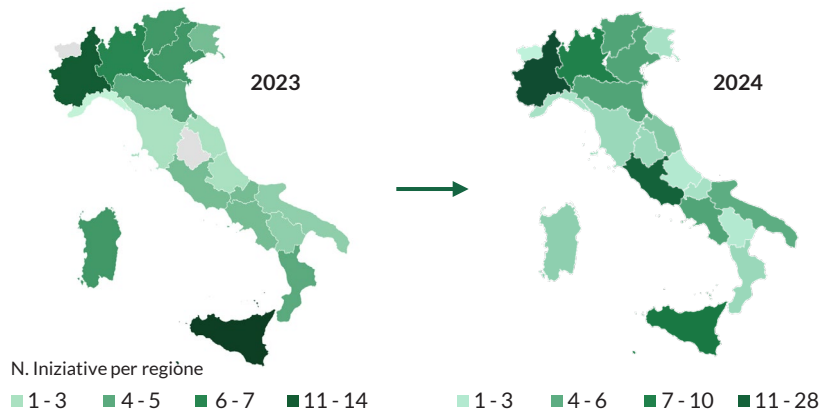 2023
2024
N. Iniziative per regiòne
1 - 3 4 - 5 6 - 7 11 - 14
1 - 3 4 - 6 7 - 10 11 - 28